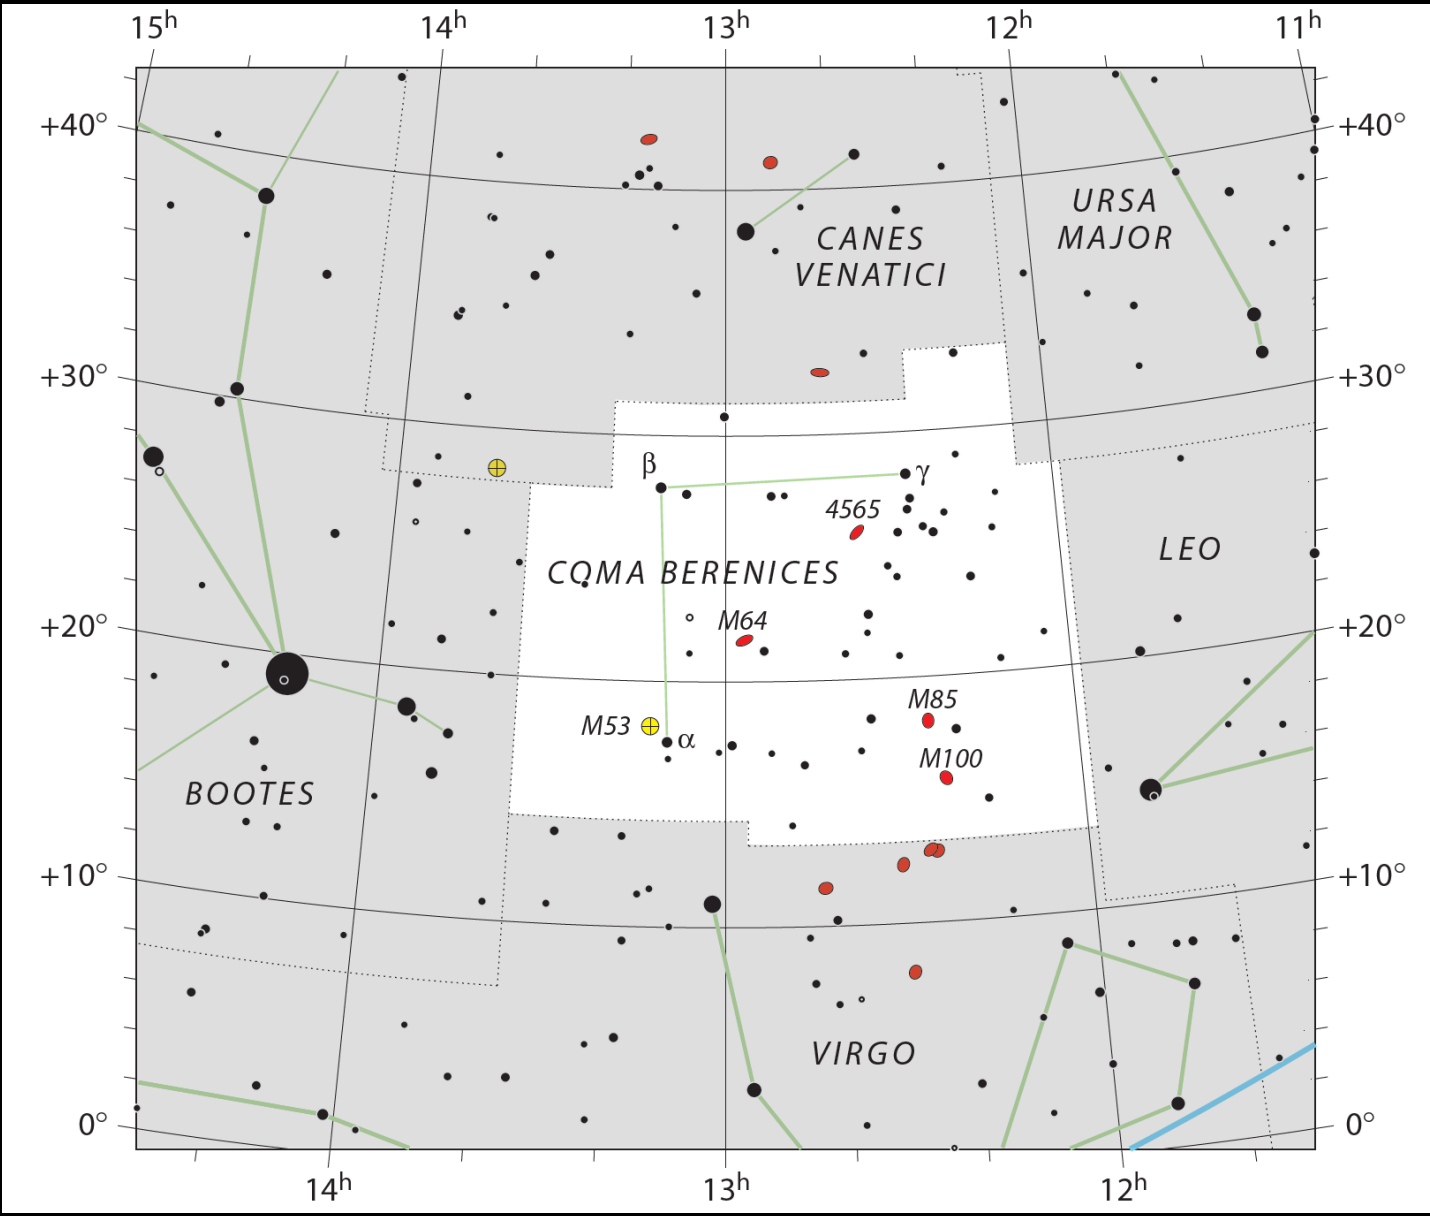 15h 14h 13h 12h 11h
+40° +40°
URSA
MAJOR
CANES
VENATICI
+30° +30°
β γ
4565
LEO
COMA BERENICES
M64
+20° +20°
M85
M53 α
M100
BOOTES
+10° +10°
VIRGO
0° 0°
14h 13h 12h